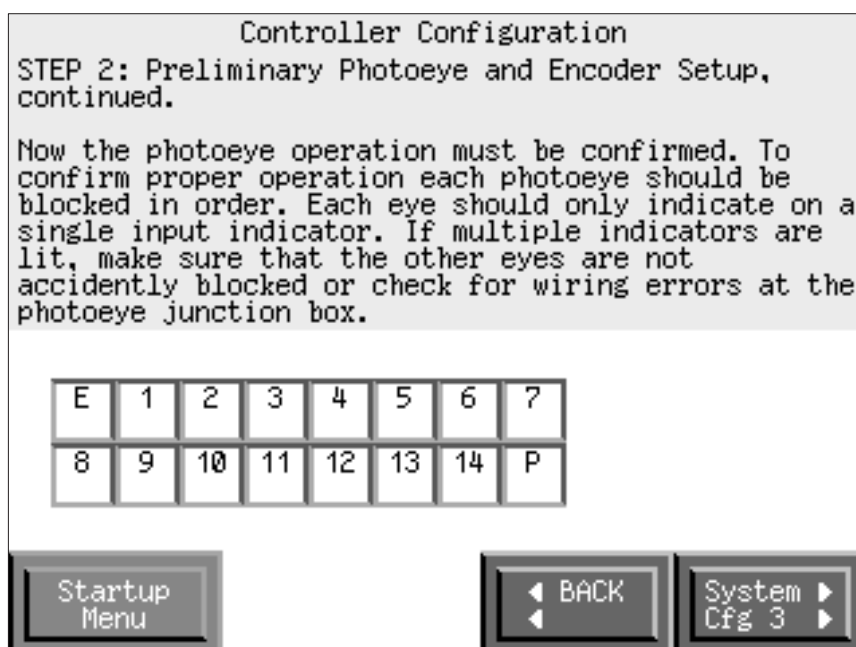 Controller Configuration
STEP 2: Preliminary Photoeye and Encoder Setup,
continued.
Now the photoeye operation must be confirmed. To
confirm proper operation each photoeye should be
blocked in order. Each eye should only indicate on a
single input indicator. If multiple indicators are
lit, make sure that the other eyes are not
accidently blocked or check for wiring errors at the
photoeye junction box.
E 1 2 3 4 5 6 7
8 9 10 11 12 13 14 P
Startup
Menu
◀ BACK
◀
System ▶
Cfg 3 ▶